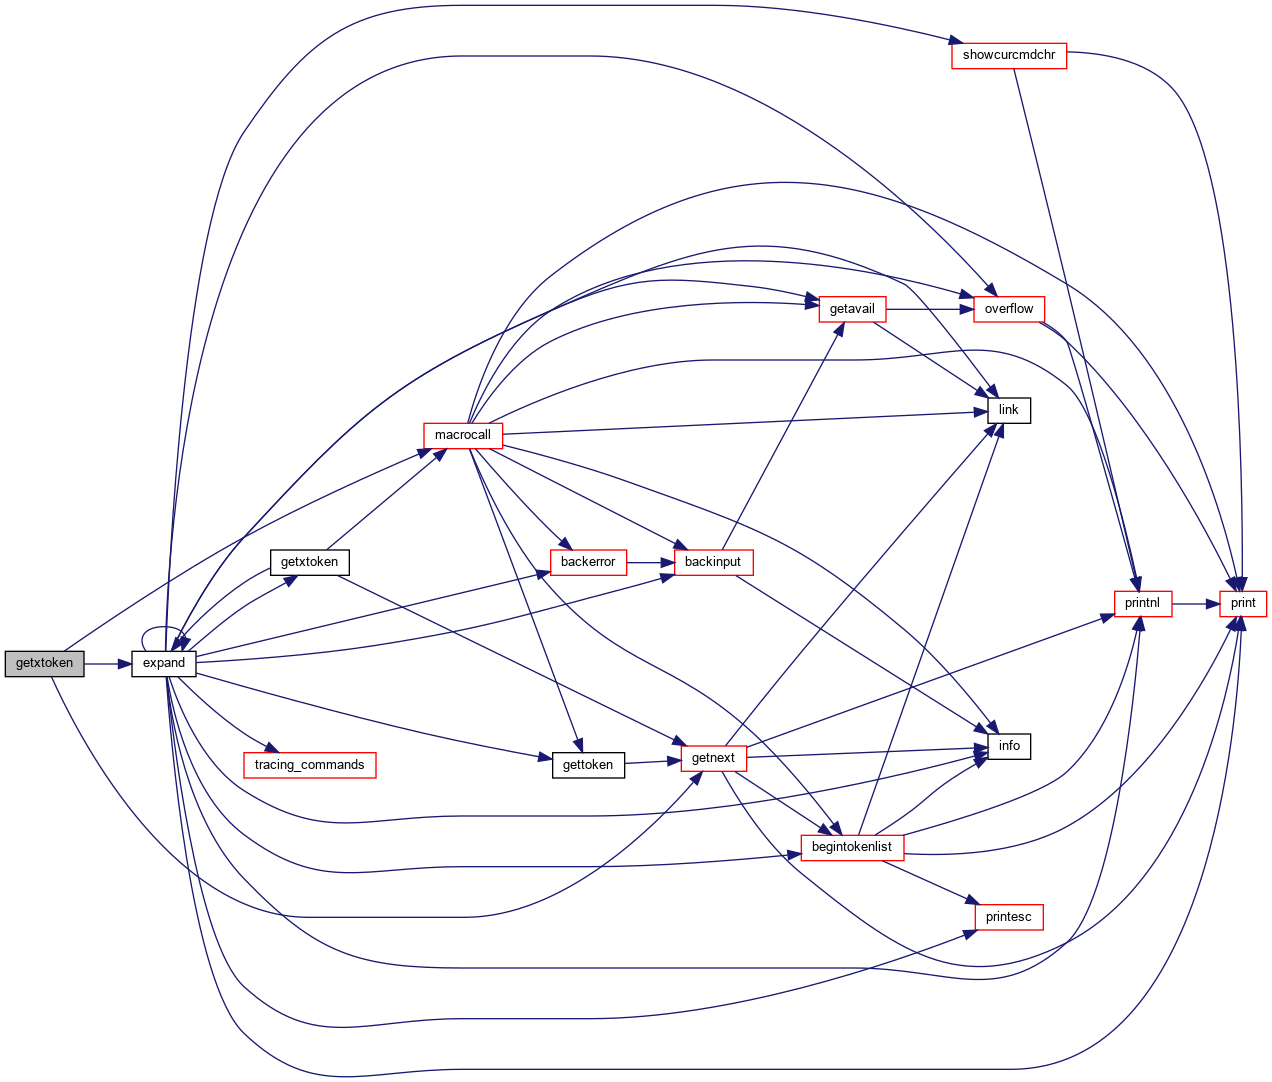 showcurcmdchr
getavail
overflow
link
macrocall
getxtoken
backerror
backinput
printnl
print
getxtoken
expand
tracing_commands
gettoken
getnext
info
begintokenlist
printesc